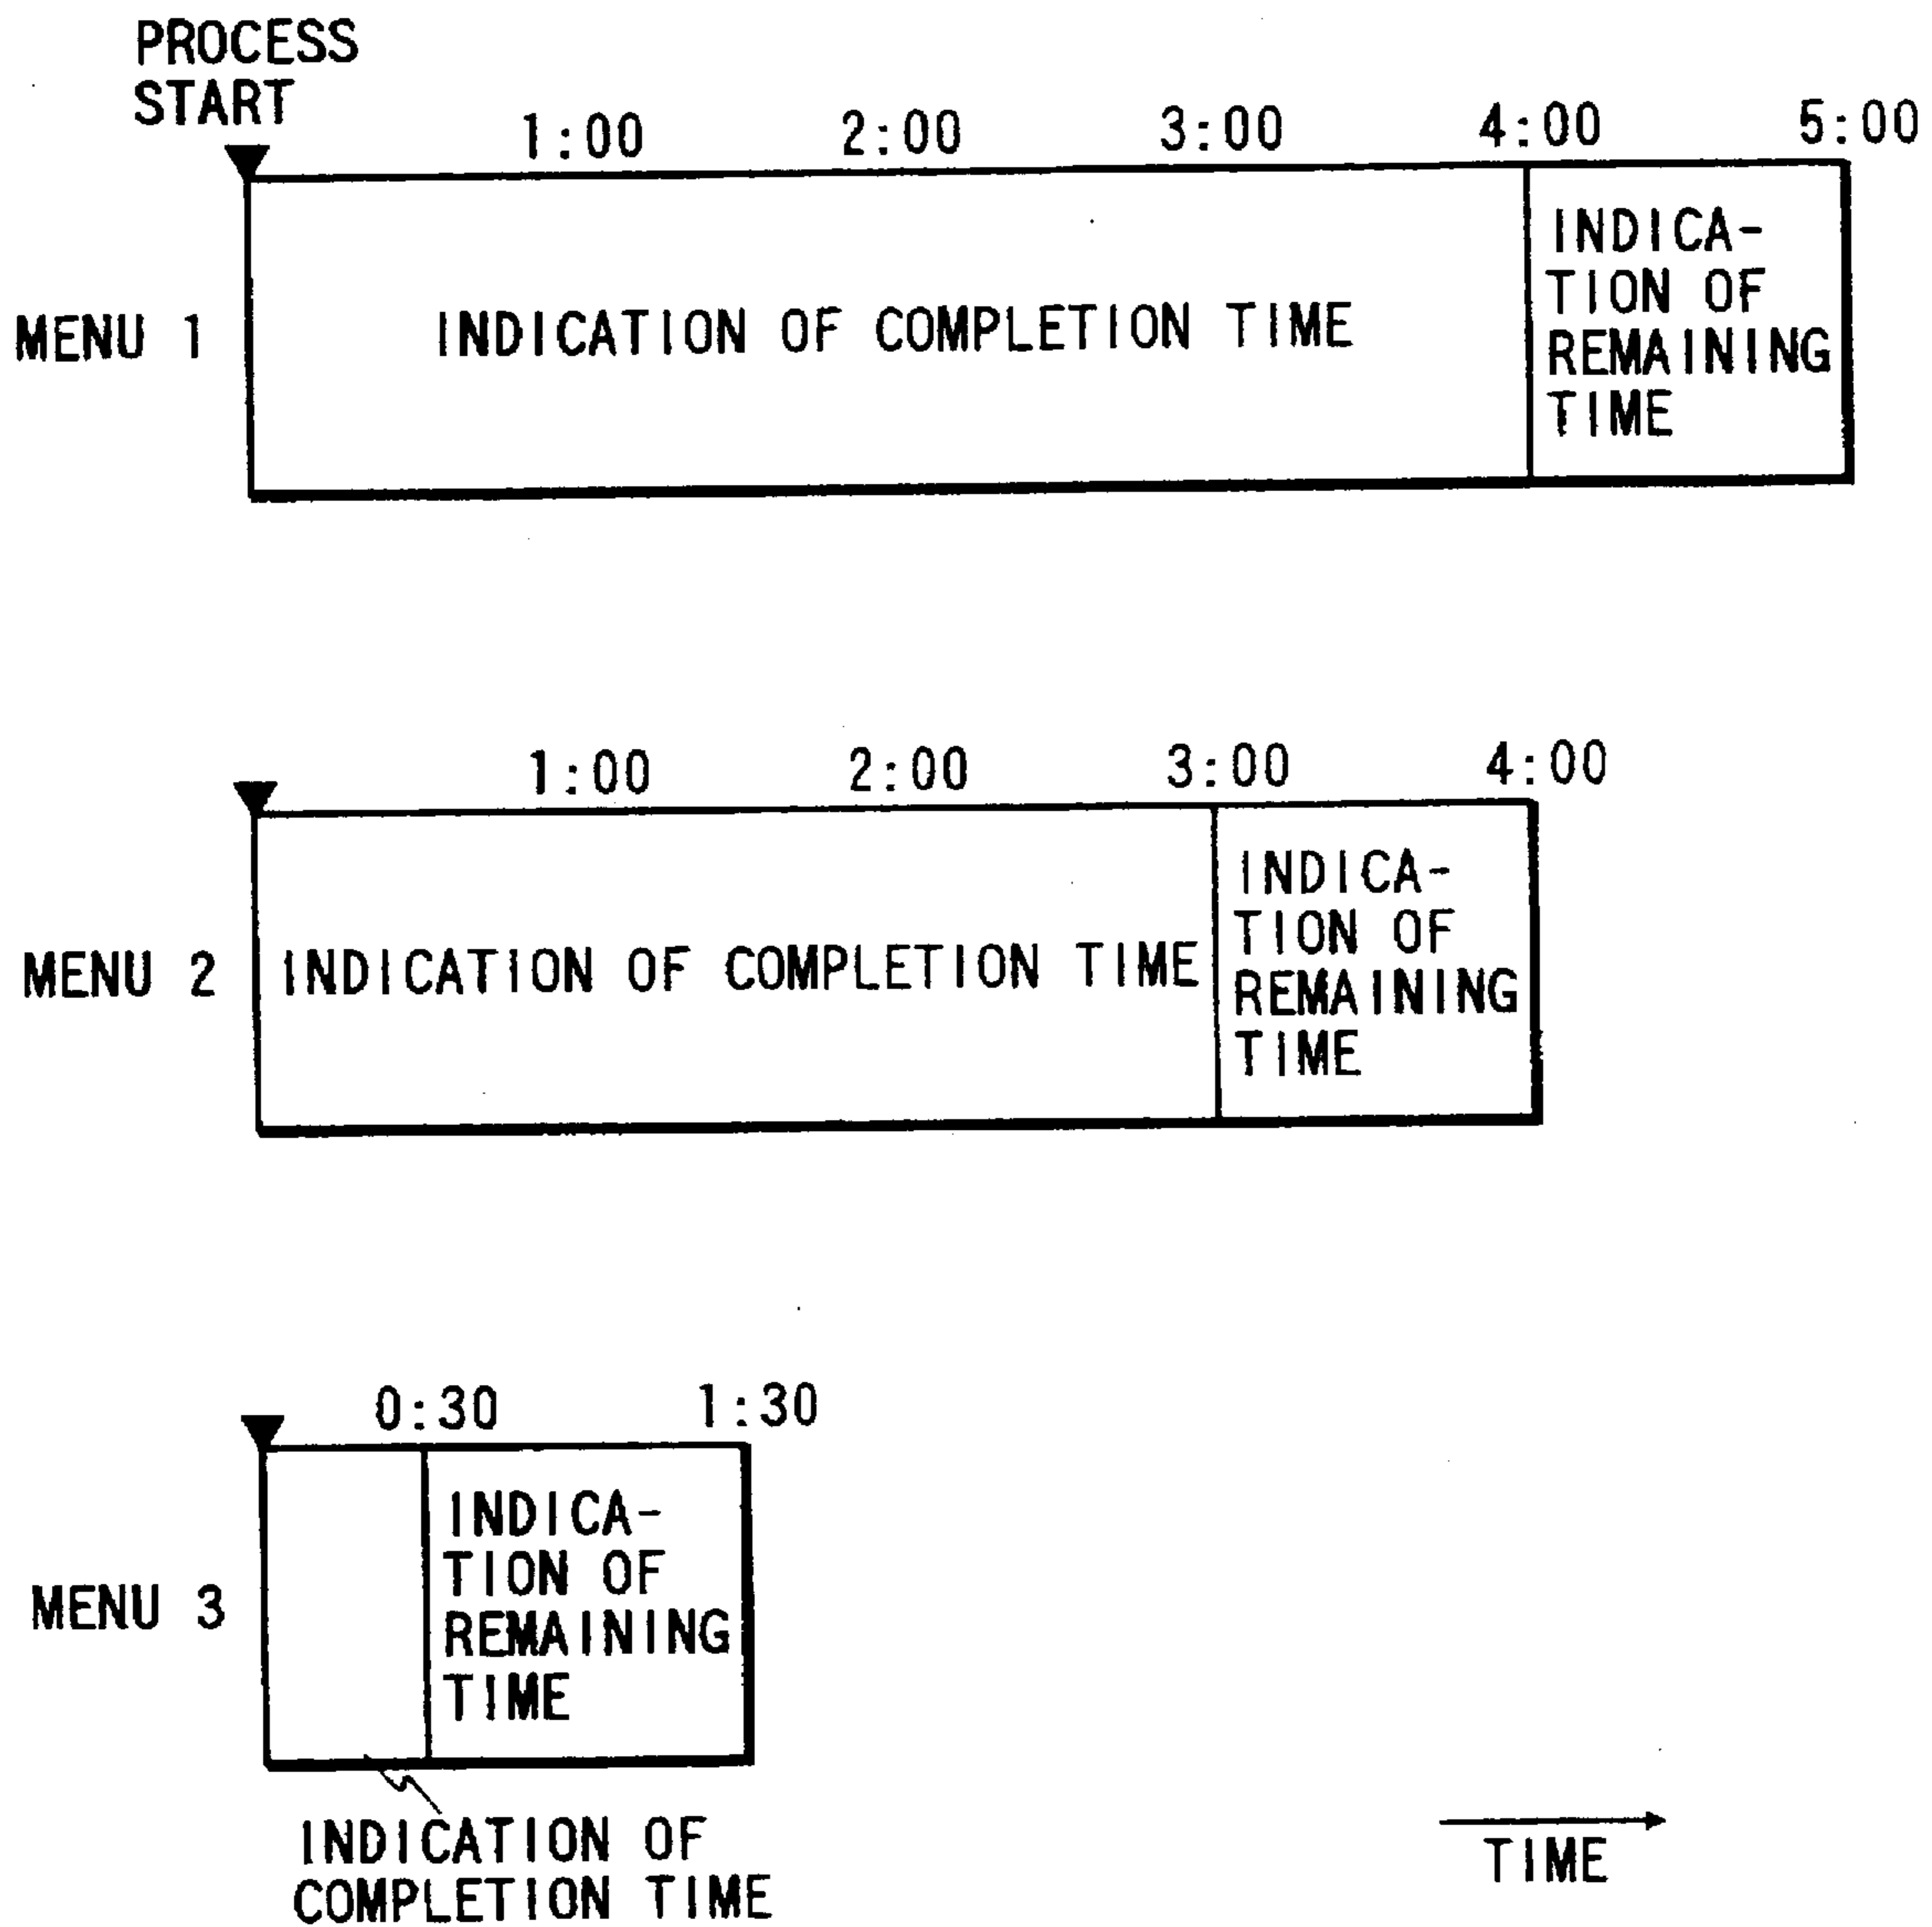 PROCESS
START
1:00 2:00 3:00 4:00 5:00
MENU 1
INDICATION OF COMPLETION TIME
INDICA-
TION OF
REMAINING
TIME
1:00 2:00 3:00 4:00
MENU 2
INDICATION OF COMPLETION TIME
INDICA-
TION OF
REMAINING
TIME
0:30 1:30
MENU 3
INDICA-
TION OF
REMAINING
TIME
INDICATION OF
COMPLETION TIME
TIME